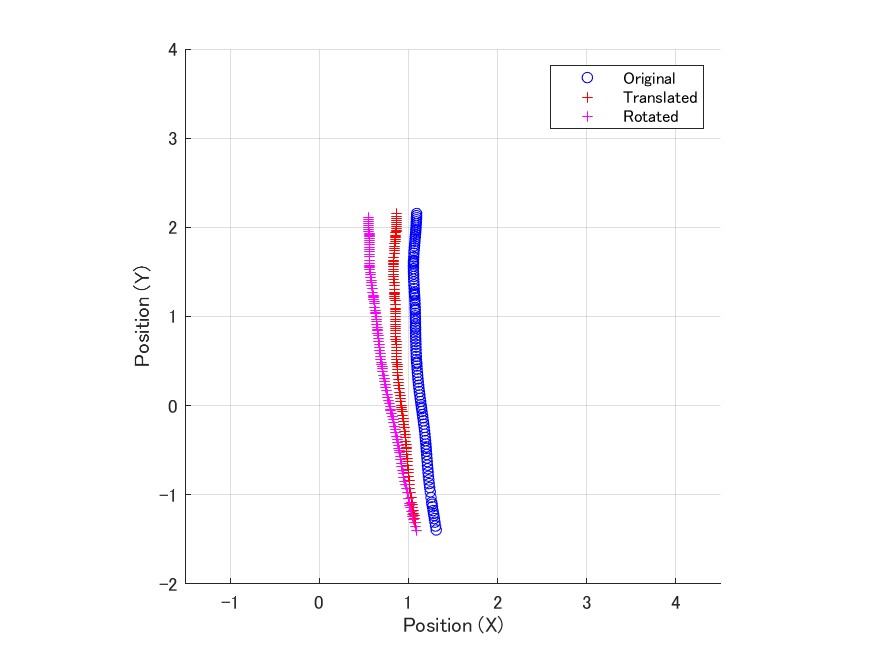 4
3
2
1
0
−1
−2
−1
0
1
2
3
4
Position (X)
Position (Y)
Original
Translated
Rotated